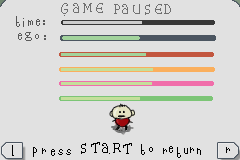 GAME PAUSED
time:
ego:
l press START to return r